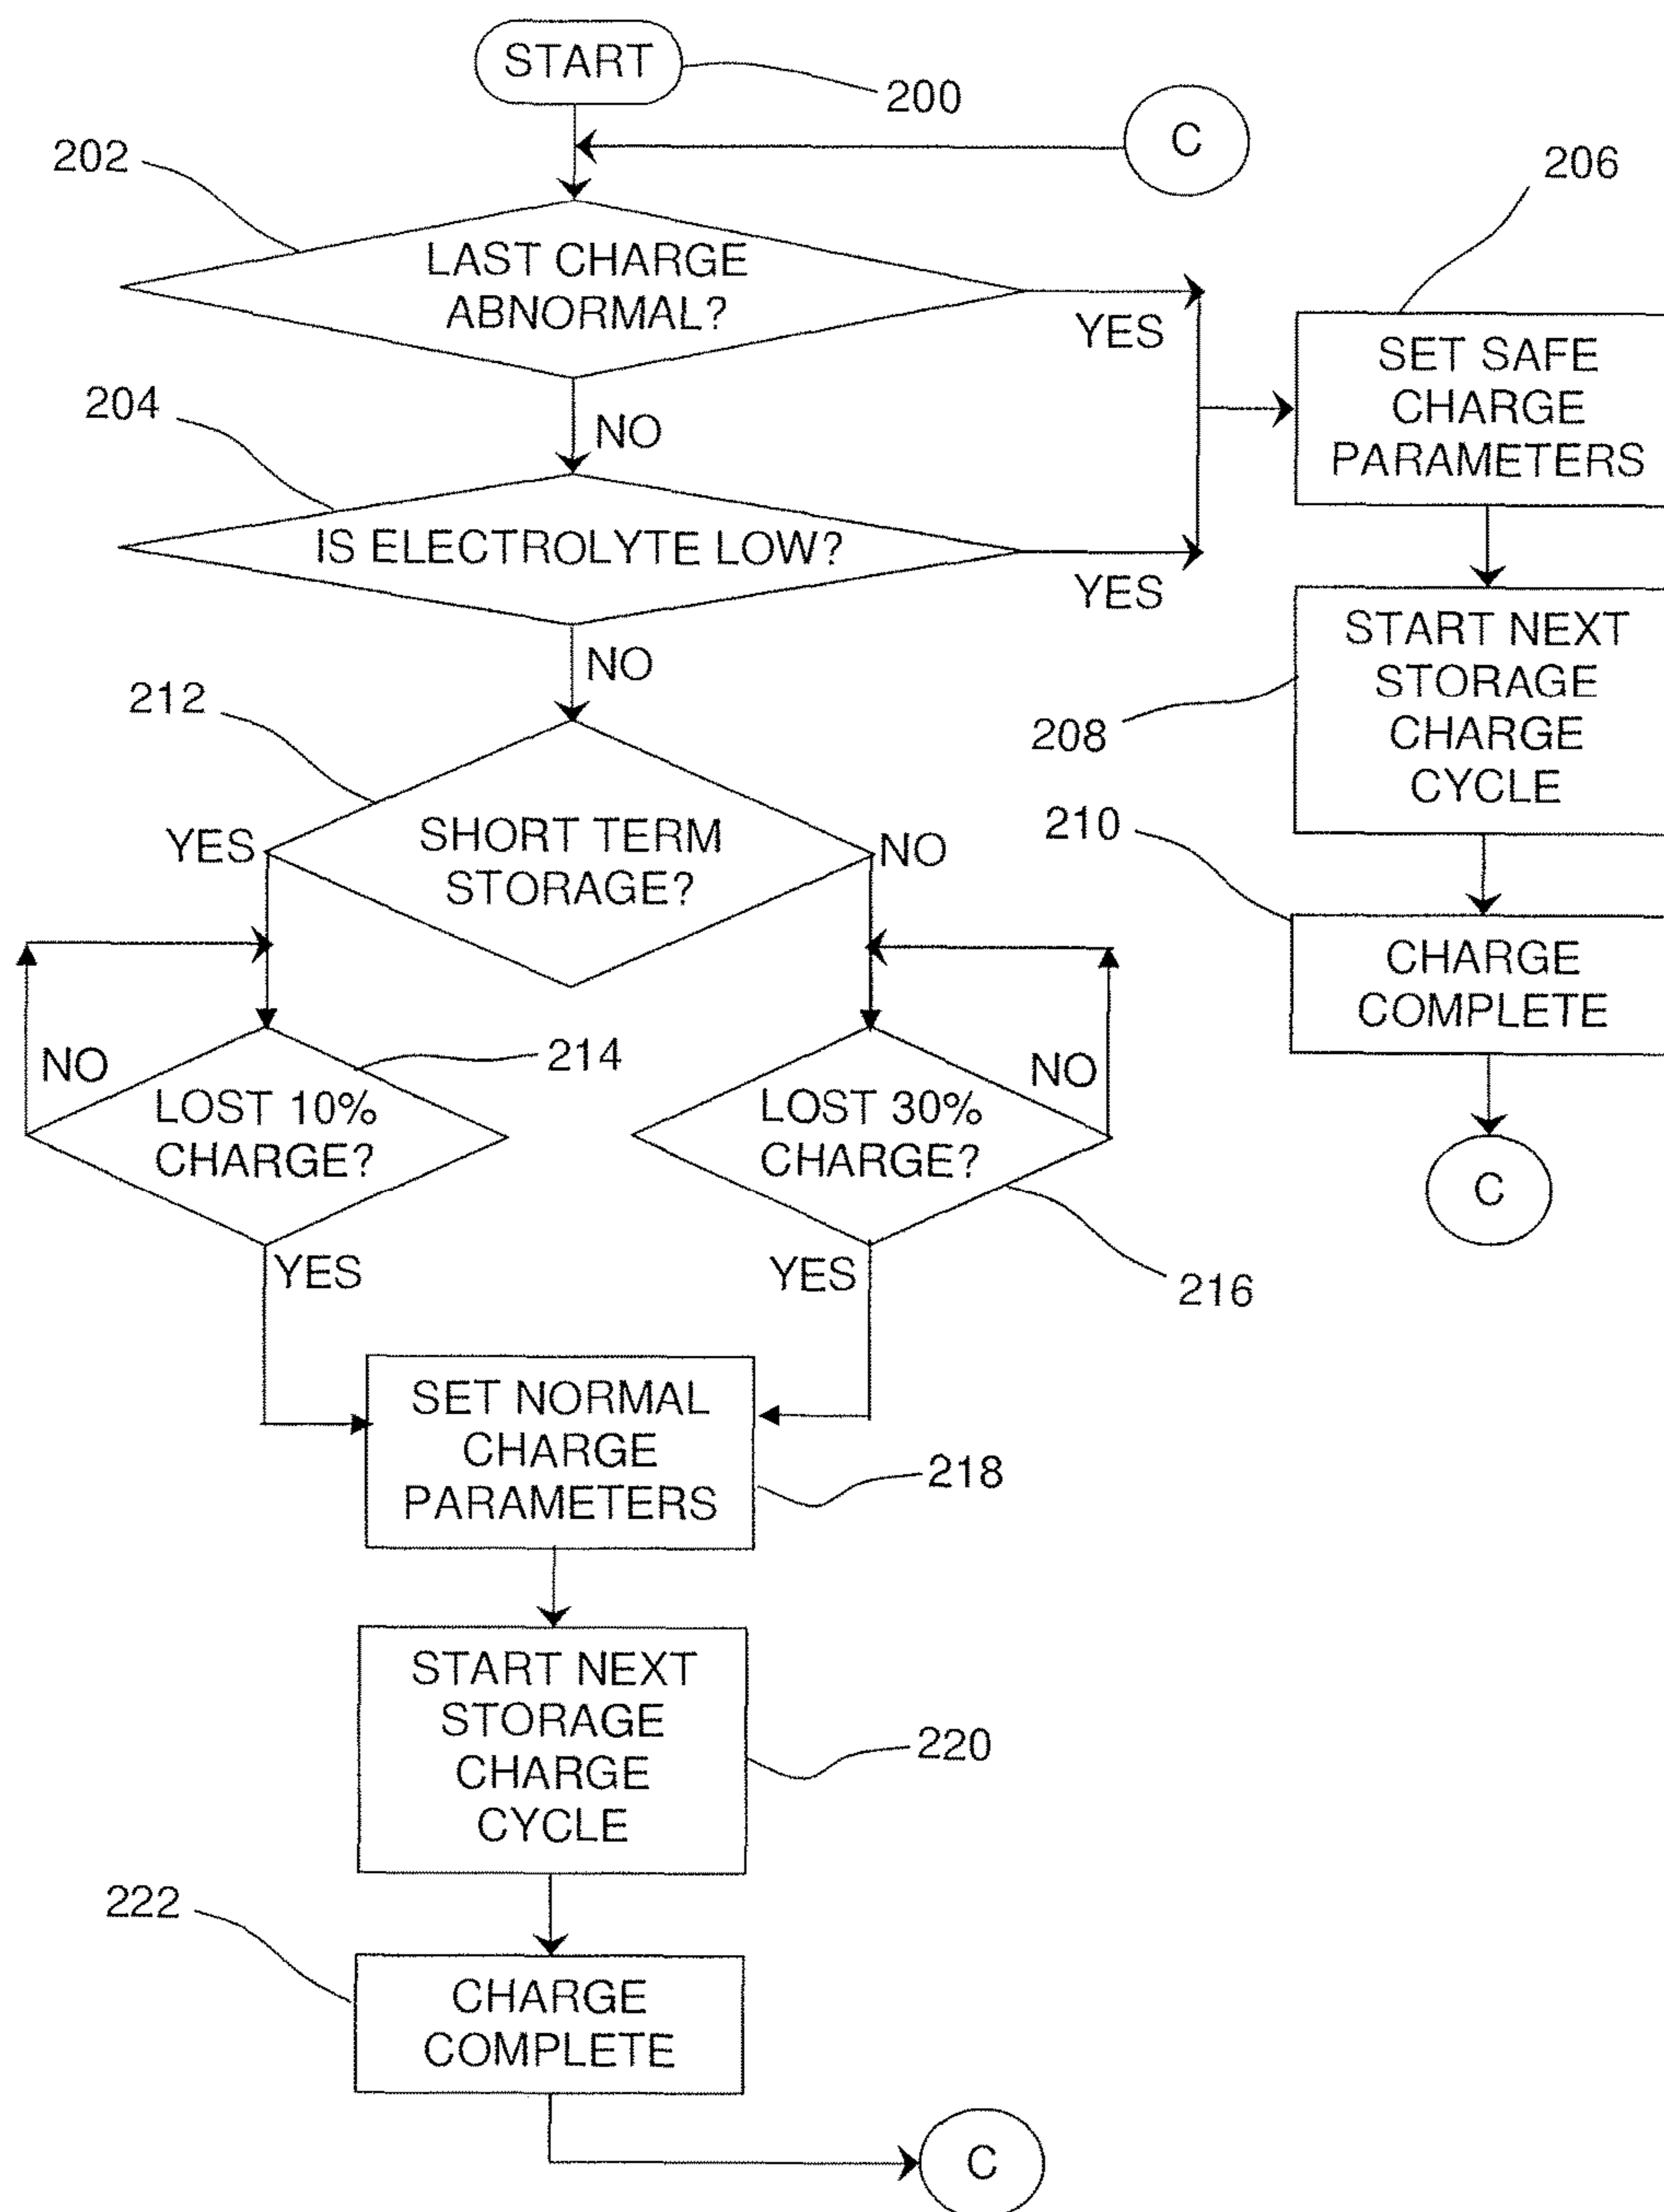 START
200
C
202
206
LAST CHARGE
ABNORMAL?
YES
SET SAFE
CHARGE
PARAMETERS
204
NO
IS ELECTROLYTE LOW?
YES
START NEXT
STORAGE
CHARGE
CYCLE
208
NO
212
SHORT TERM
STORAGE?
YES
NO
210
CHARGE
COMPLETE
C
NO
214
LOST 10%
CHARGE?
YES
NO
LOST 30%
CHARGE?
YES
216
SET NORMAL
CHARGE
PARAMETERS
218
START NEXT
STORAGE
CHARGE
CYCLE
220
222
CHARGE
COMPLETE
C